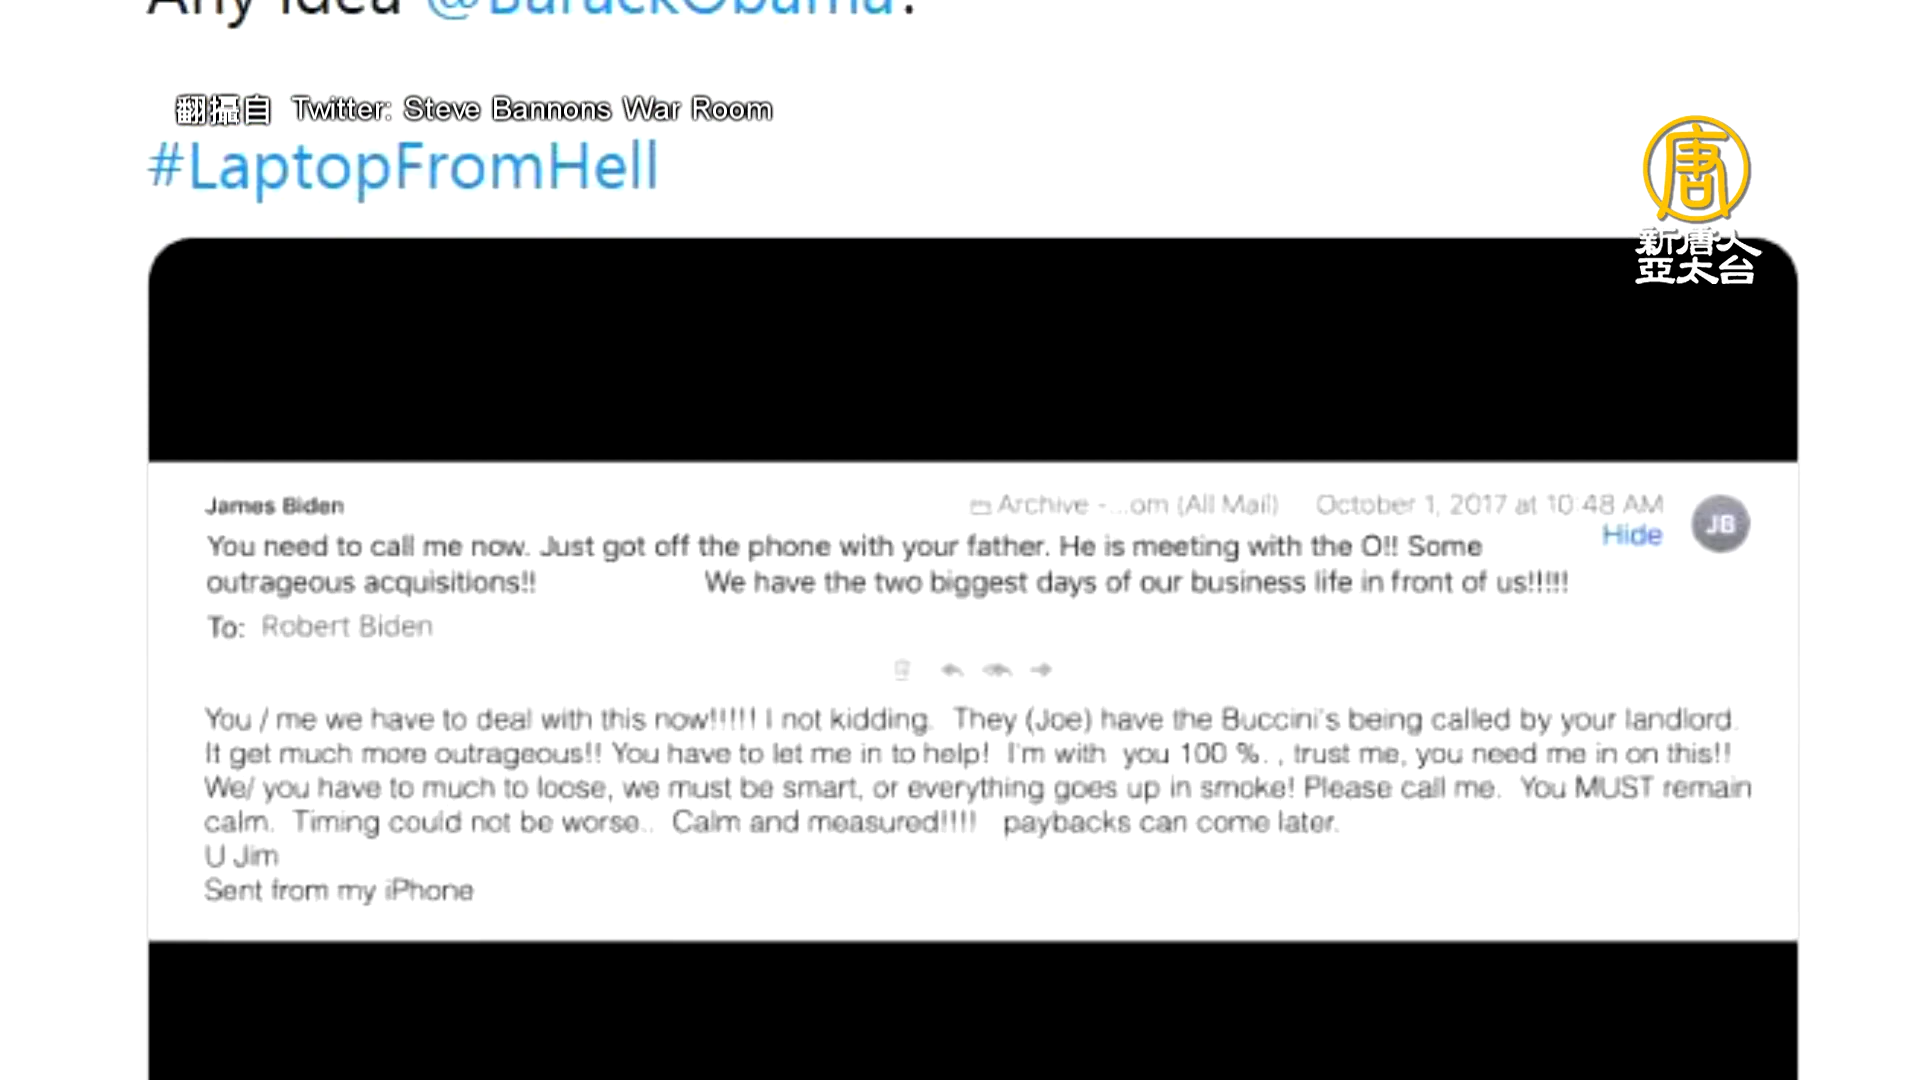 Any idea @BarackObama?
翻攝自 Twitter: Steve Bannons War Room
#LaptopFromHell
唐
新唐人
亞太台
James Biden
Archive - ...om (All Mail) October 1, 2017 at 10:48 AM
JB
Hide
You need to call me now. Just got off the phone with your father. He is meeting with the O!! Some
outrageous acquisitions!! We have the two biggest days of our business life in front of us!!!!!
To: Robert Biden
You / me we have to deal with this now!!!!! I not kidding. They (Joe) have the Buccini's being called by your landlord.
It get much more outrageous!! You have to let me in to help! I'm with you 100 %. , trust me, you need me in on this!!
We/ you have to much to loose, we must be smart, or everything goes up in smoke! Please call me. You MUST remain
calm. Timing could not be worse.. Calm and measured!!!! paybacks can come later.
U Jim
Sent from my iPhone